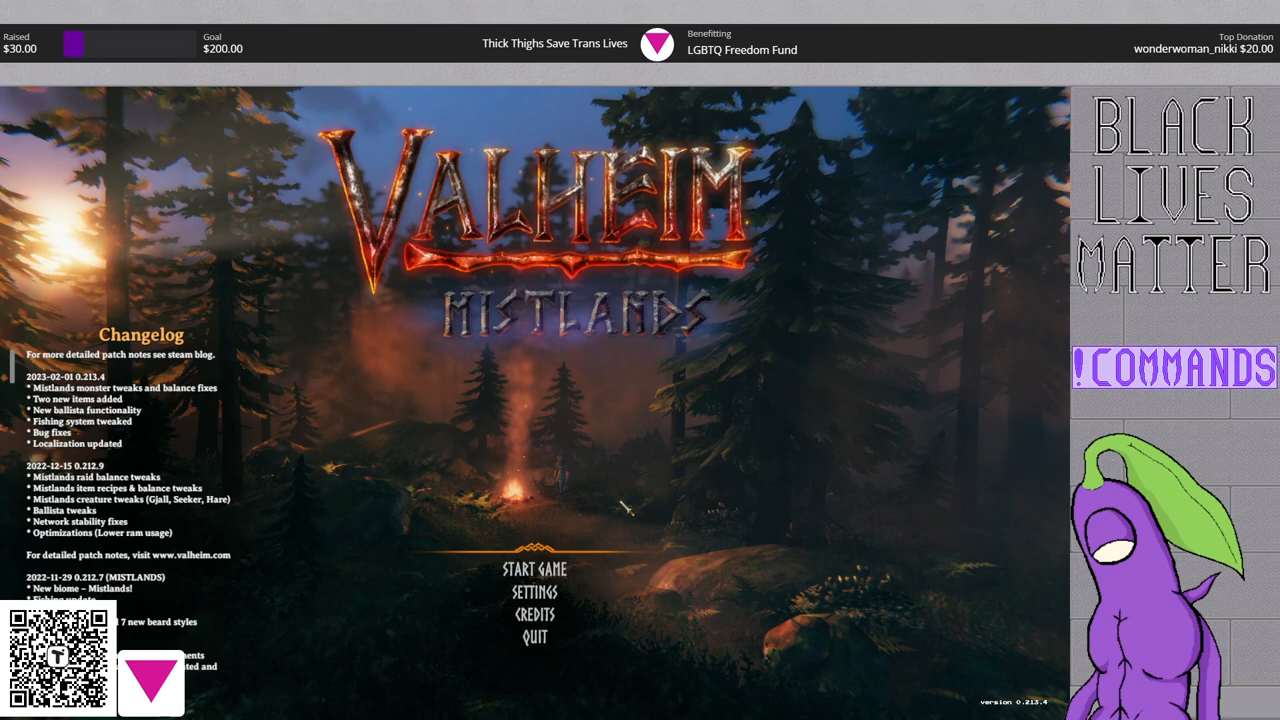 Raised
$30.00
Goal
$200.00
Thick Thighs Save Trans Lives
Benefitting
LGBTQ Freedom Fund
Top Donation
wonderwoman_nikki $20.00
VALHEIM
MISTLANDS
BLACK
LIVES
MATTER
!COMMANDS
Changelog
For more detailed patch notes see steam blog.
2023-02-01 0.213.4
* Mistlands monster tweaks and balance fixes
* Two new items added
* New ballista functionality
* Fishing system tweaked
* Bug fixes
* Localization updated
2022-12-15 0.212.9
* Mistlands raid balance tweaks
* Mistlands item recipes & balance tweaks
* Mistlands creature tweaks (Gjall, Seeker, Hare)
* Ballista tweaks
* Network stability fixes
* Optimizations (Lower ram usage)
For detailed patch notes, visit www.valheim.com
2022-11-29 0.212.7 (MISTLANDS)
* New biome – Mistlands!
* Fishing update
7 new beard styles
and
START GAME
SETTINGS
CREDITS
QUIT
T
version 0.213.4